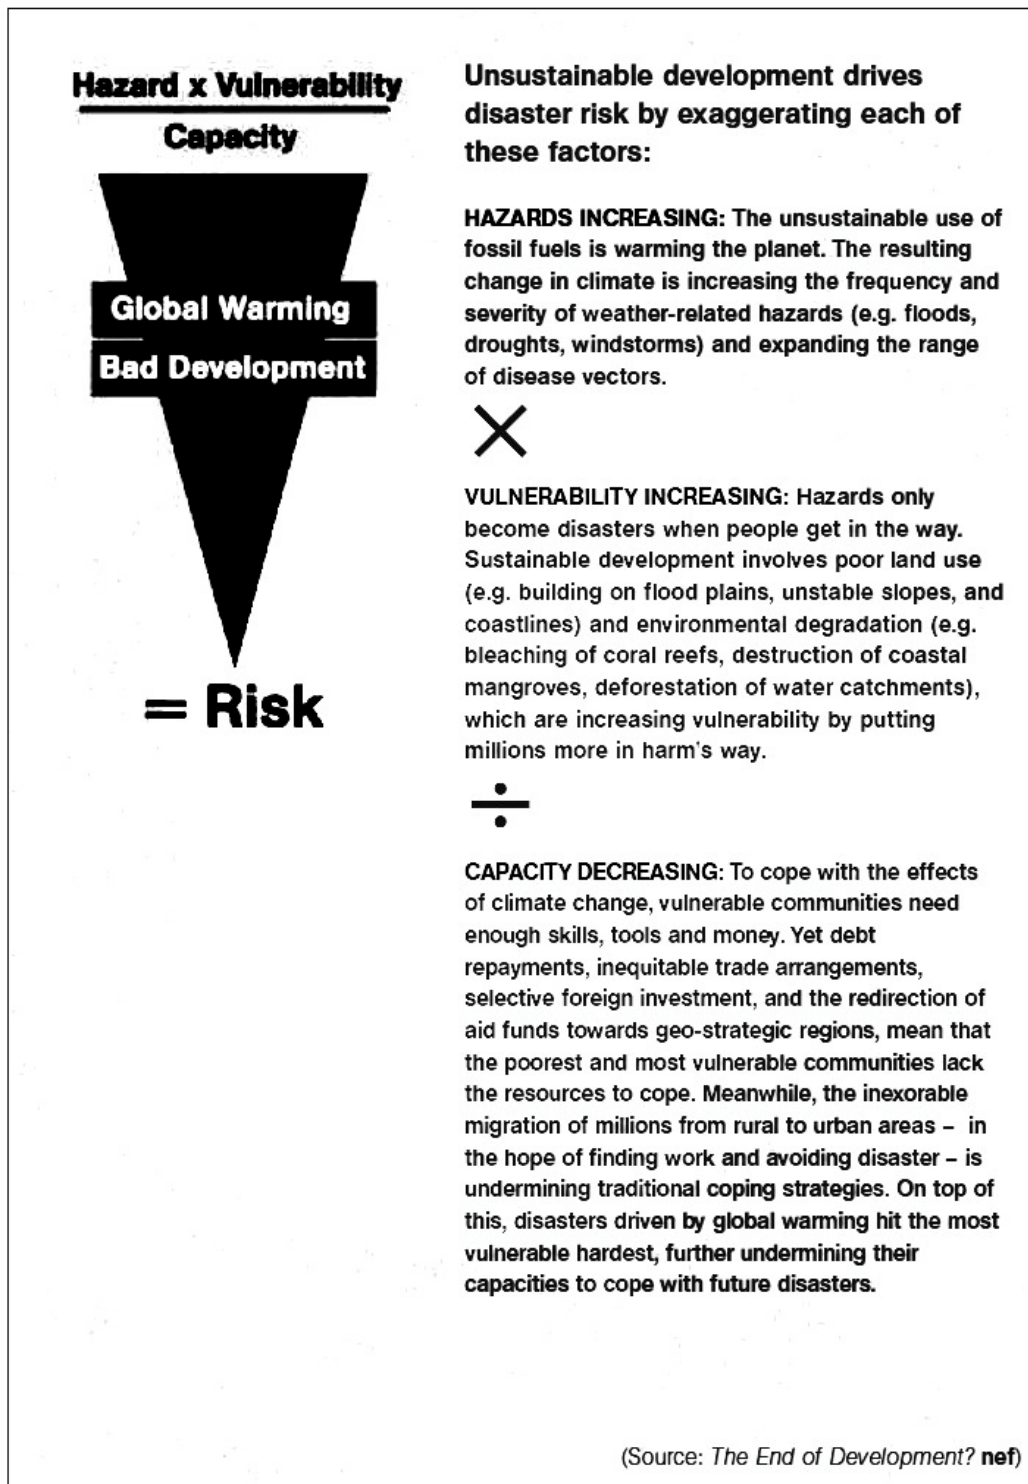 Hazard x Vulnerability
Capacity
Global Warming
Bad Development
= Risk
Unsustainable development drives
disaster risk by exaggerating each of
these factors:
HAZARDS INCREASING: The unsustainable use of
fossil fuels is warming the planet. The resulting
change in climate is increasing the frequency and
severity of weather-related hazards (e.g. floods,
droughts, windstorms) and expanding the range
of disease vectors.
×
VULNERABILITY INCREASING: Hazards only
become disasters when people get in the way.
Sustainable development involves poor land use
(e.g. building on flood plains, unstable slopes, and
coastlines) and environmental degradation (e.g.
bleaching of coral reefs, destruction of coastal
mangroves, deforestation of water catchments),
which are increasing vulnerability by putting
millions more in harm's way.
÷
CAPACITY DECREASING: To cope with the effects
of climate change, vulnerable communities need
enough skills, tools and money. Yet debt
repayments, inequitable trade arrangements,
selective foreign investment, and the redirection of
aid funds towards geo-strategic regions, mean that
the poorest and most vulnerable communities lack
the resources to cope. Meanwhile, the inexorable
migration of millions from rural to urban areas – in
the hope of finding work and avoiding disaster – is
undermining traditional coping strategies. On top of
this, disasters driven by global warming hit the most
vulnerable hardest, further undermining their
capacities to cope with future disasters.
(Source: The End of Development? nef)